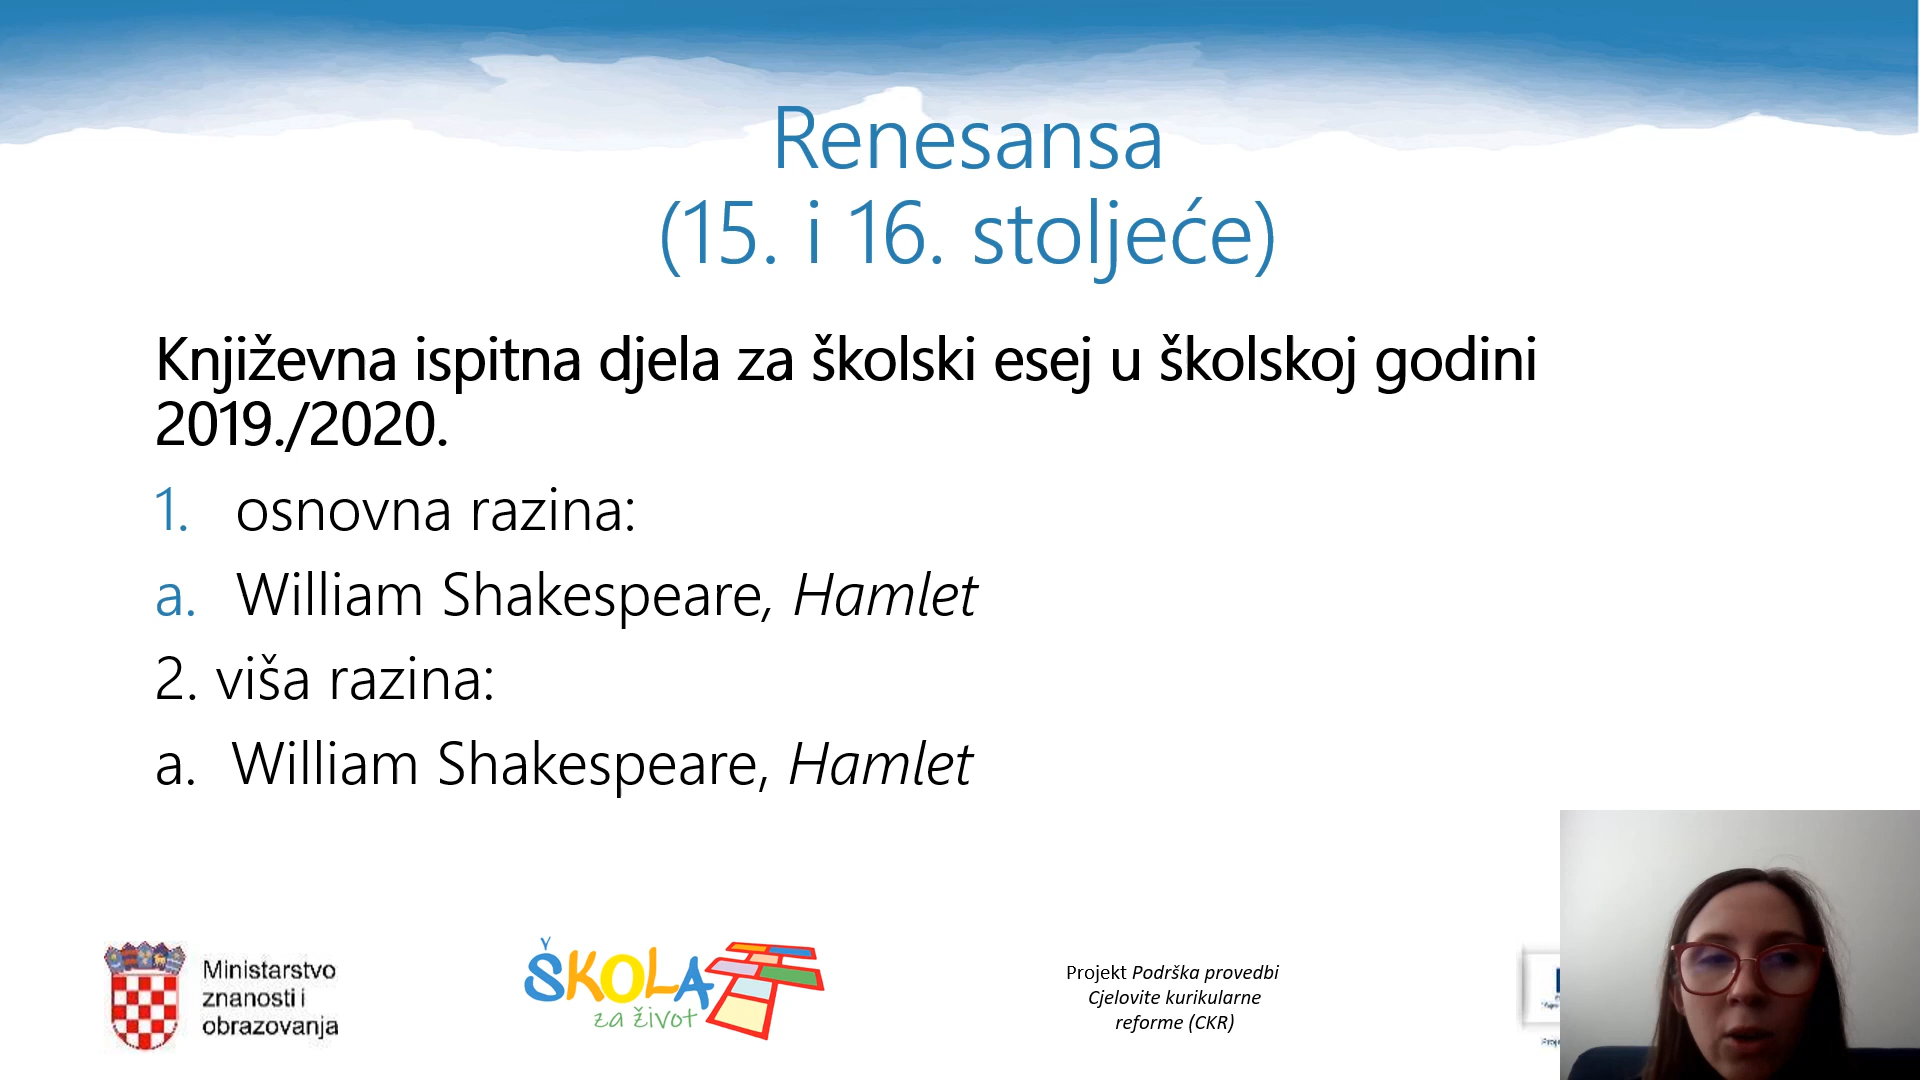 Renesansa
(15. i 16. stoljeće)
Književna ispitna djela za školski esej u školskoj godini
2019./2020.
1. osnovna razina:
a. William Shakespeare, Hamlet
2. viša razina:
a. William Shakespeare, Hamlet
Ministarstvo
znanosti i
obrazovanja
ŠKOLA
za život
Projekt Podrška provedbi
Cjelovite kurikularne
reforme (CKR)